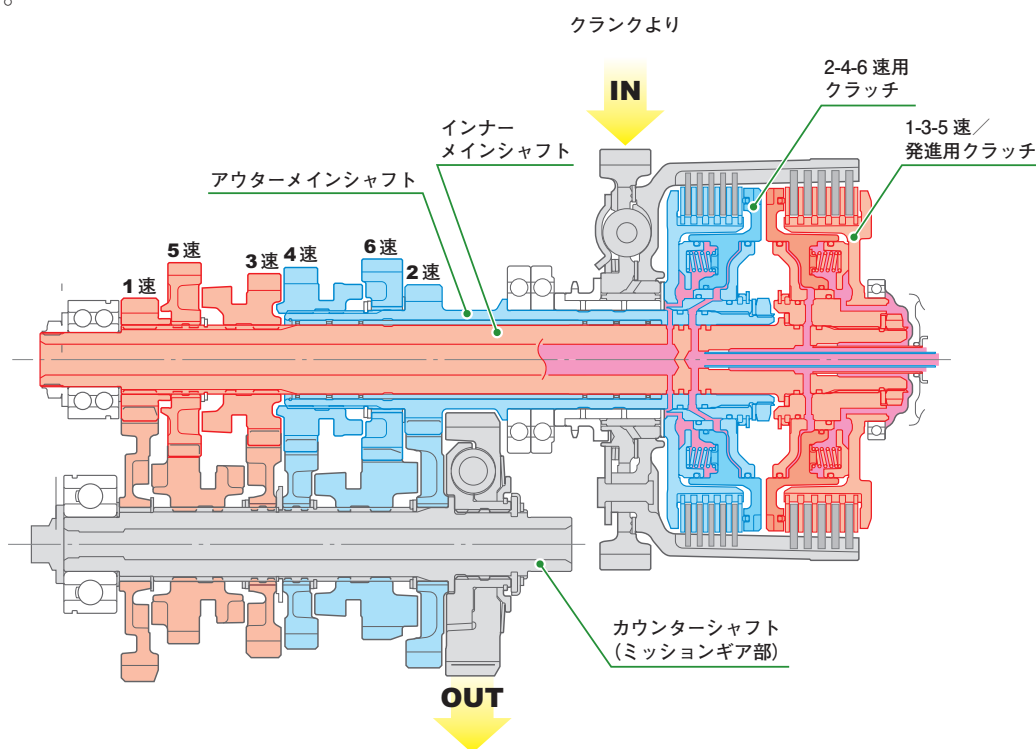 。
クランクより
IN
2-4-6 速用
クラッチ
1-3-5 速／
発進用クラッチ
インナー
メインシャフト
アウターメインシャフト
1 速
5 速
3 速
4 速
6 速
2 速
カウンターシャフト
（ミッションギア部）
OUT